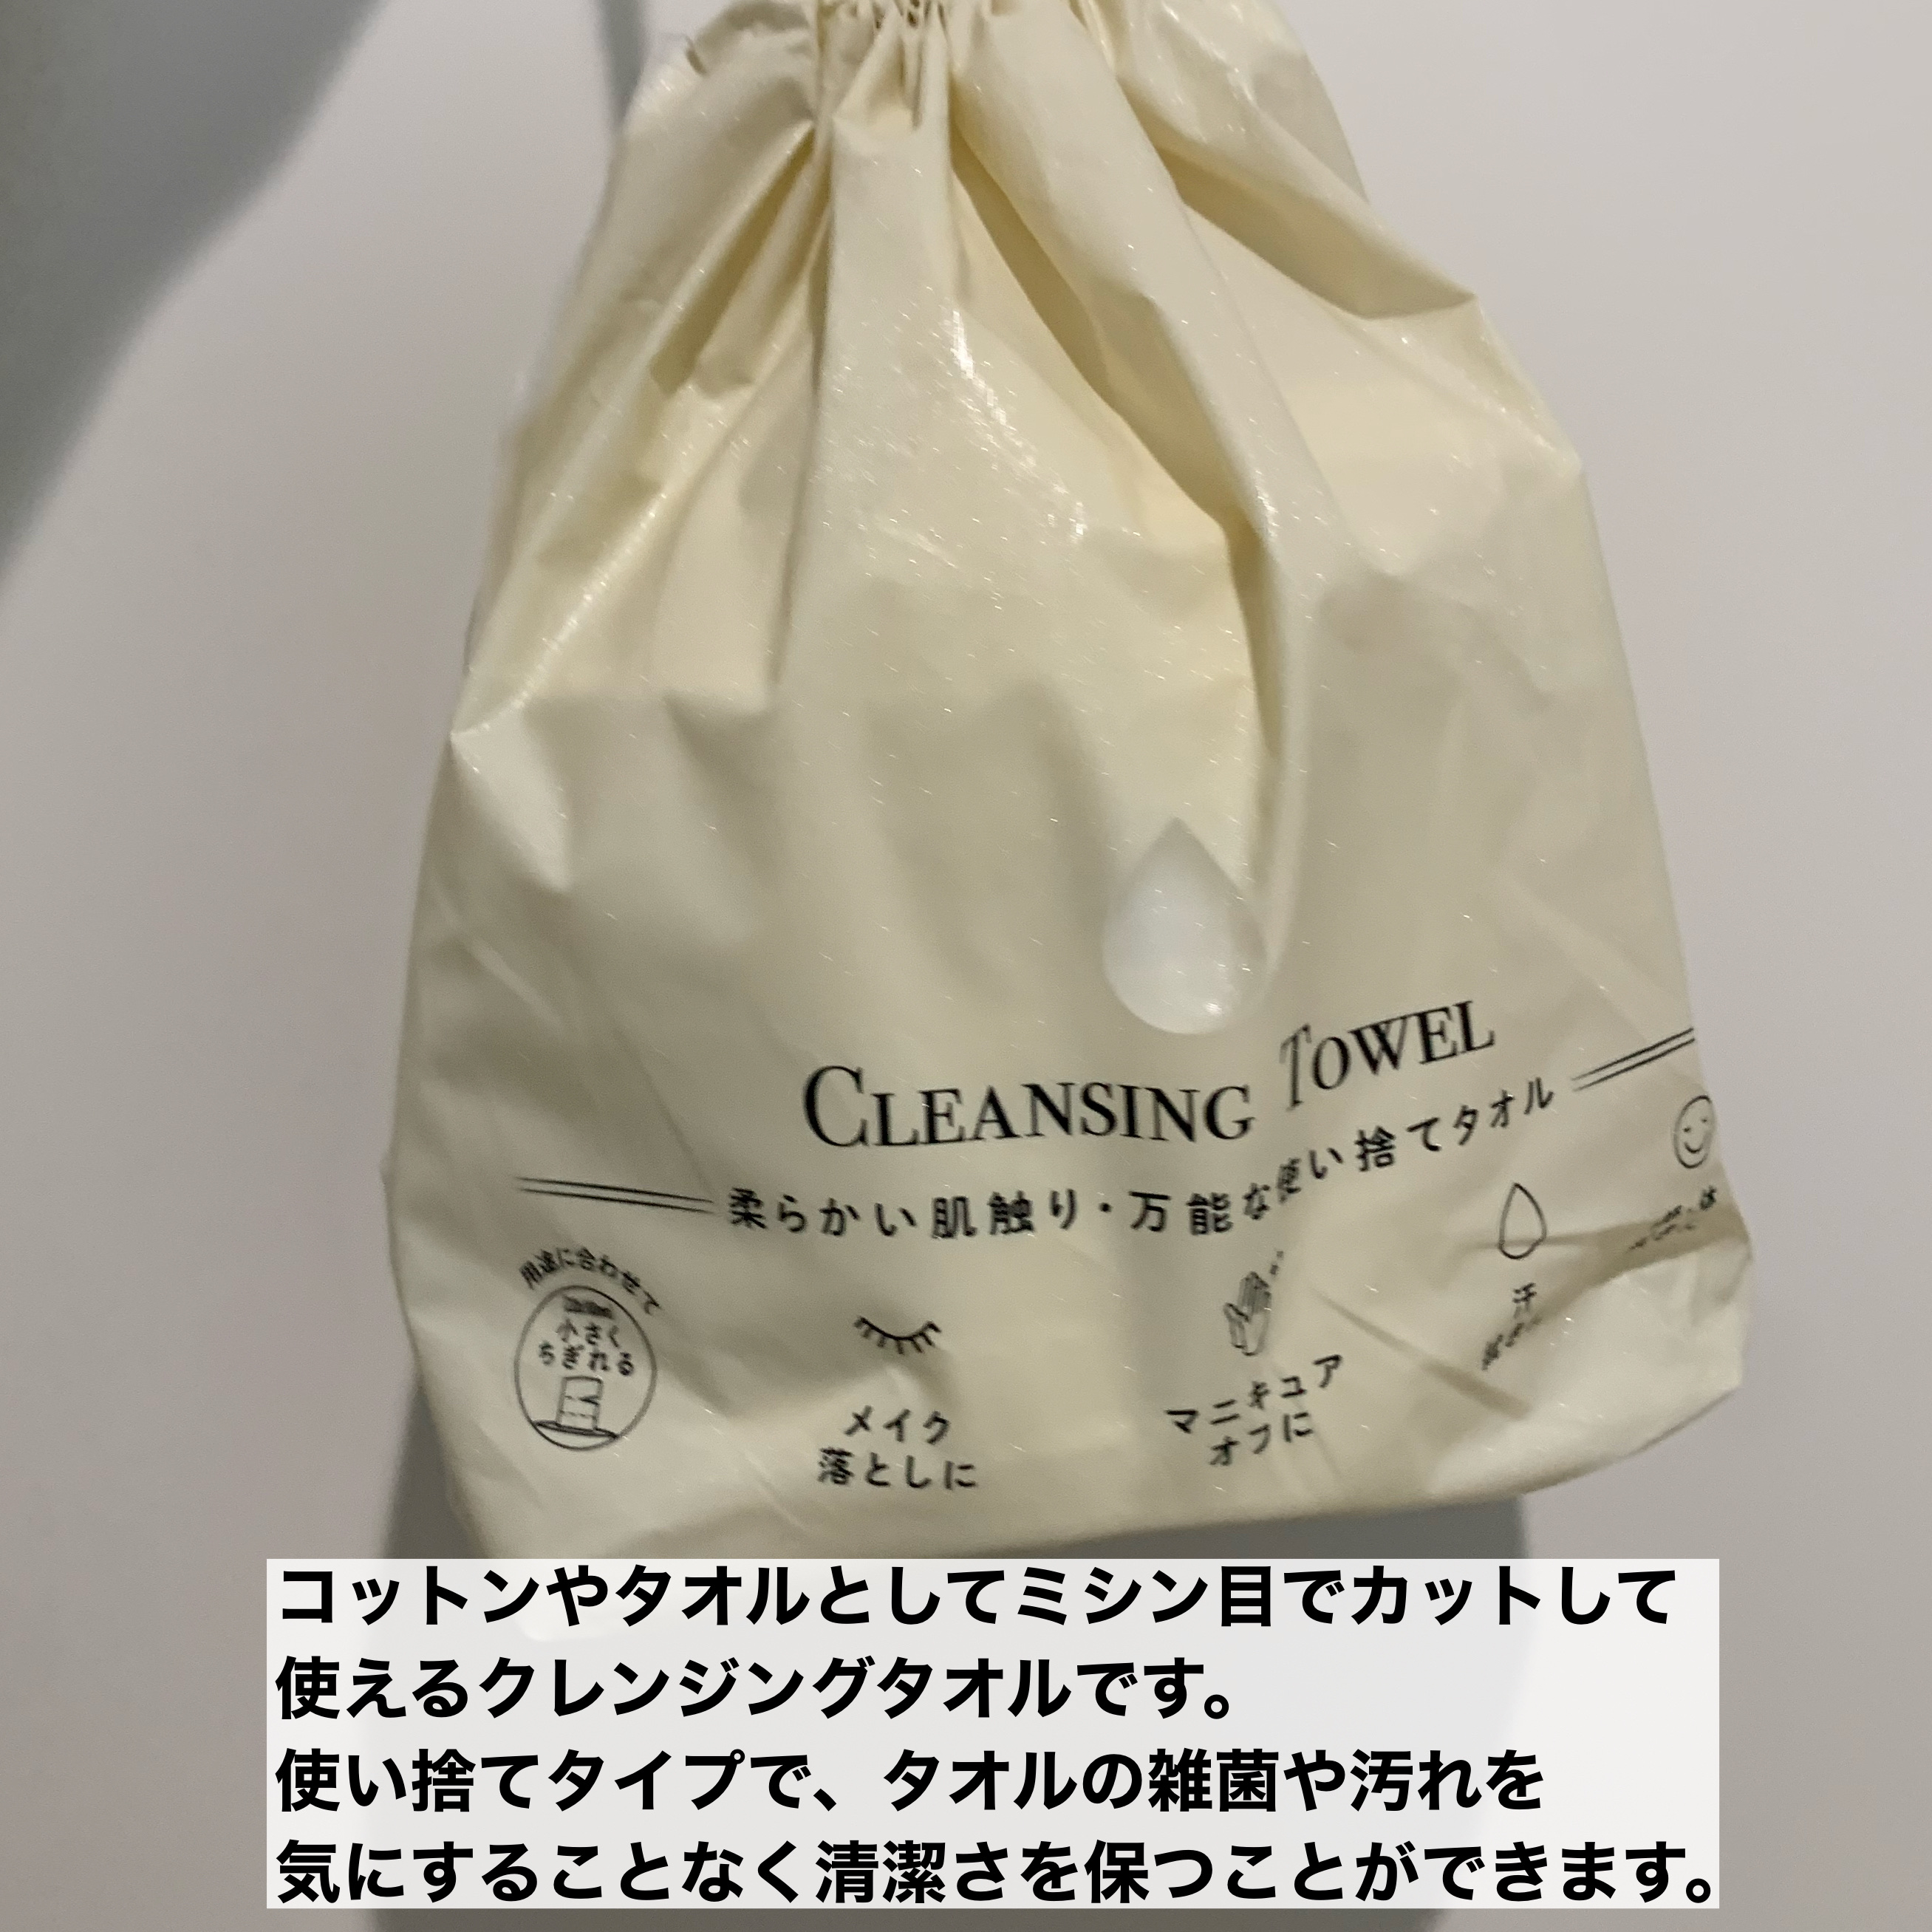 CLEANSING TOWEL
柔らかい肌触り・万能な使い捨てタオル
用途に合わせて
小さく
ちぎれる
メイク
落としに
マニキュア
オフに
汗
コットンやタオルとしてミシン目でカットして
使えるクレンジングタオルです。
使い捨てタイプで、タオルの雑菌や汚れを
気にすることなく清潔さを保つことができます。